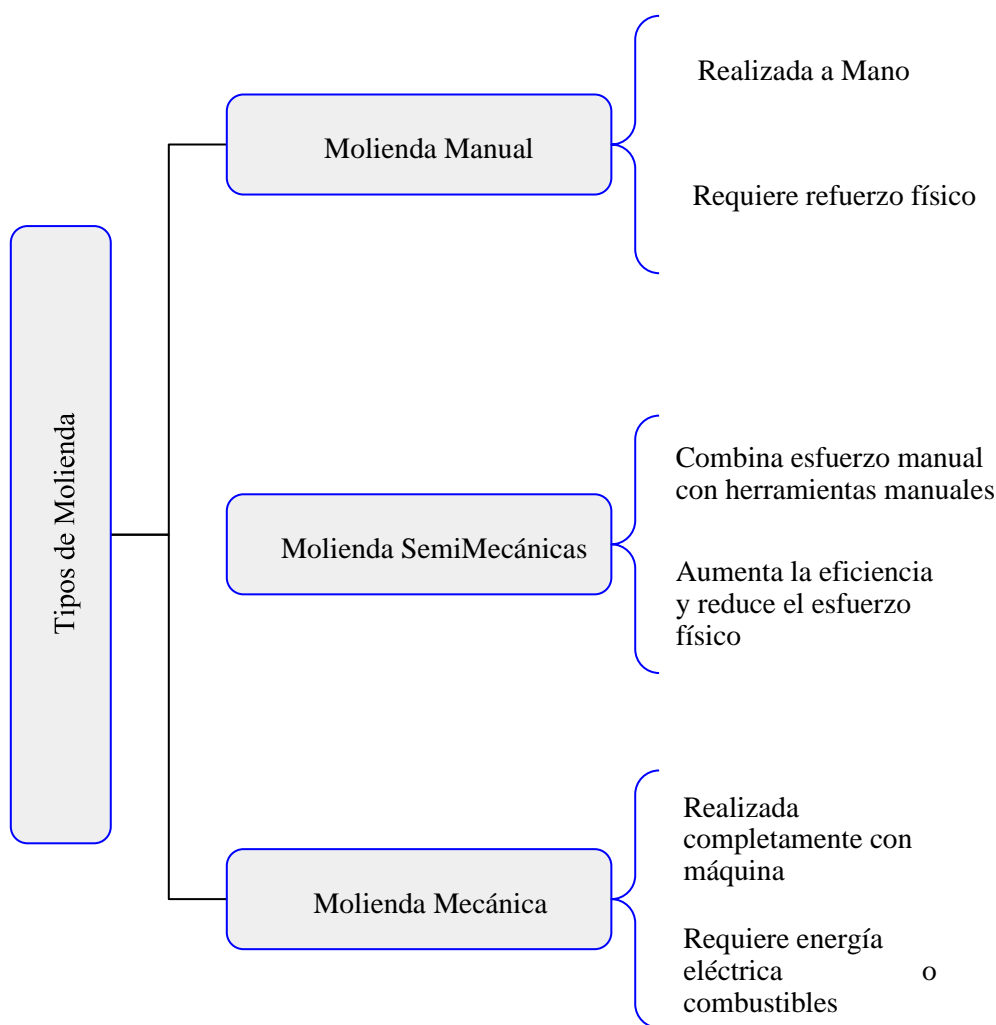 Tipos de Molienda
Molienda Manual
Realizada a Mano
Requiere refuerzo físico
Molienda SemiMecánicas
Combina esfuerzo manual
con herramientas manuales
Aumenta la eficiencia
y reduce el esfuerzo
físico
Molienda Mecánica
Realizada
completamente con
máquina
Requiere energía
eléctrica o
combustibles